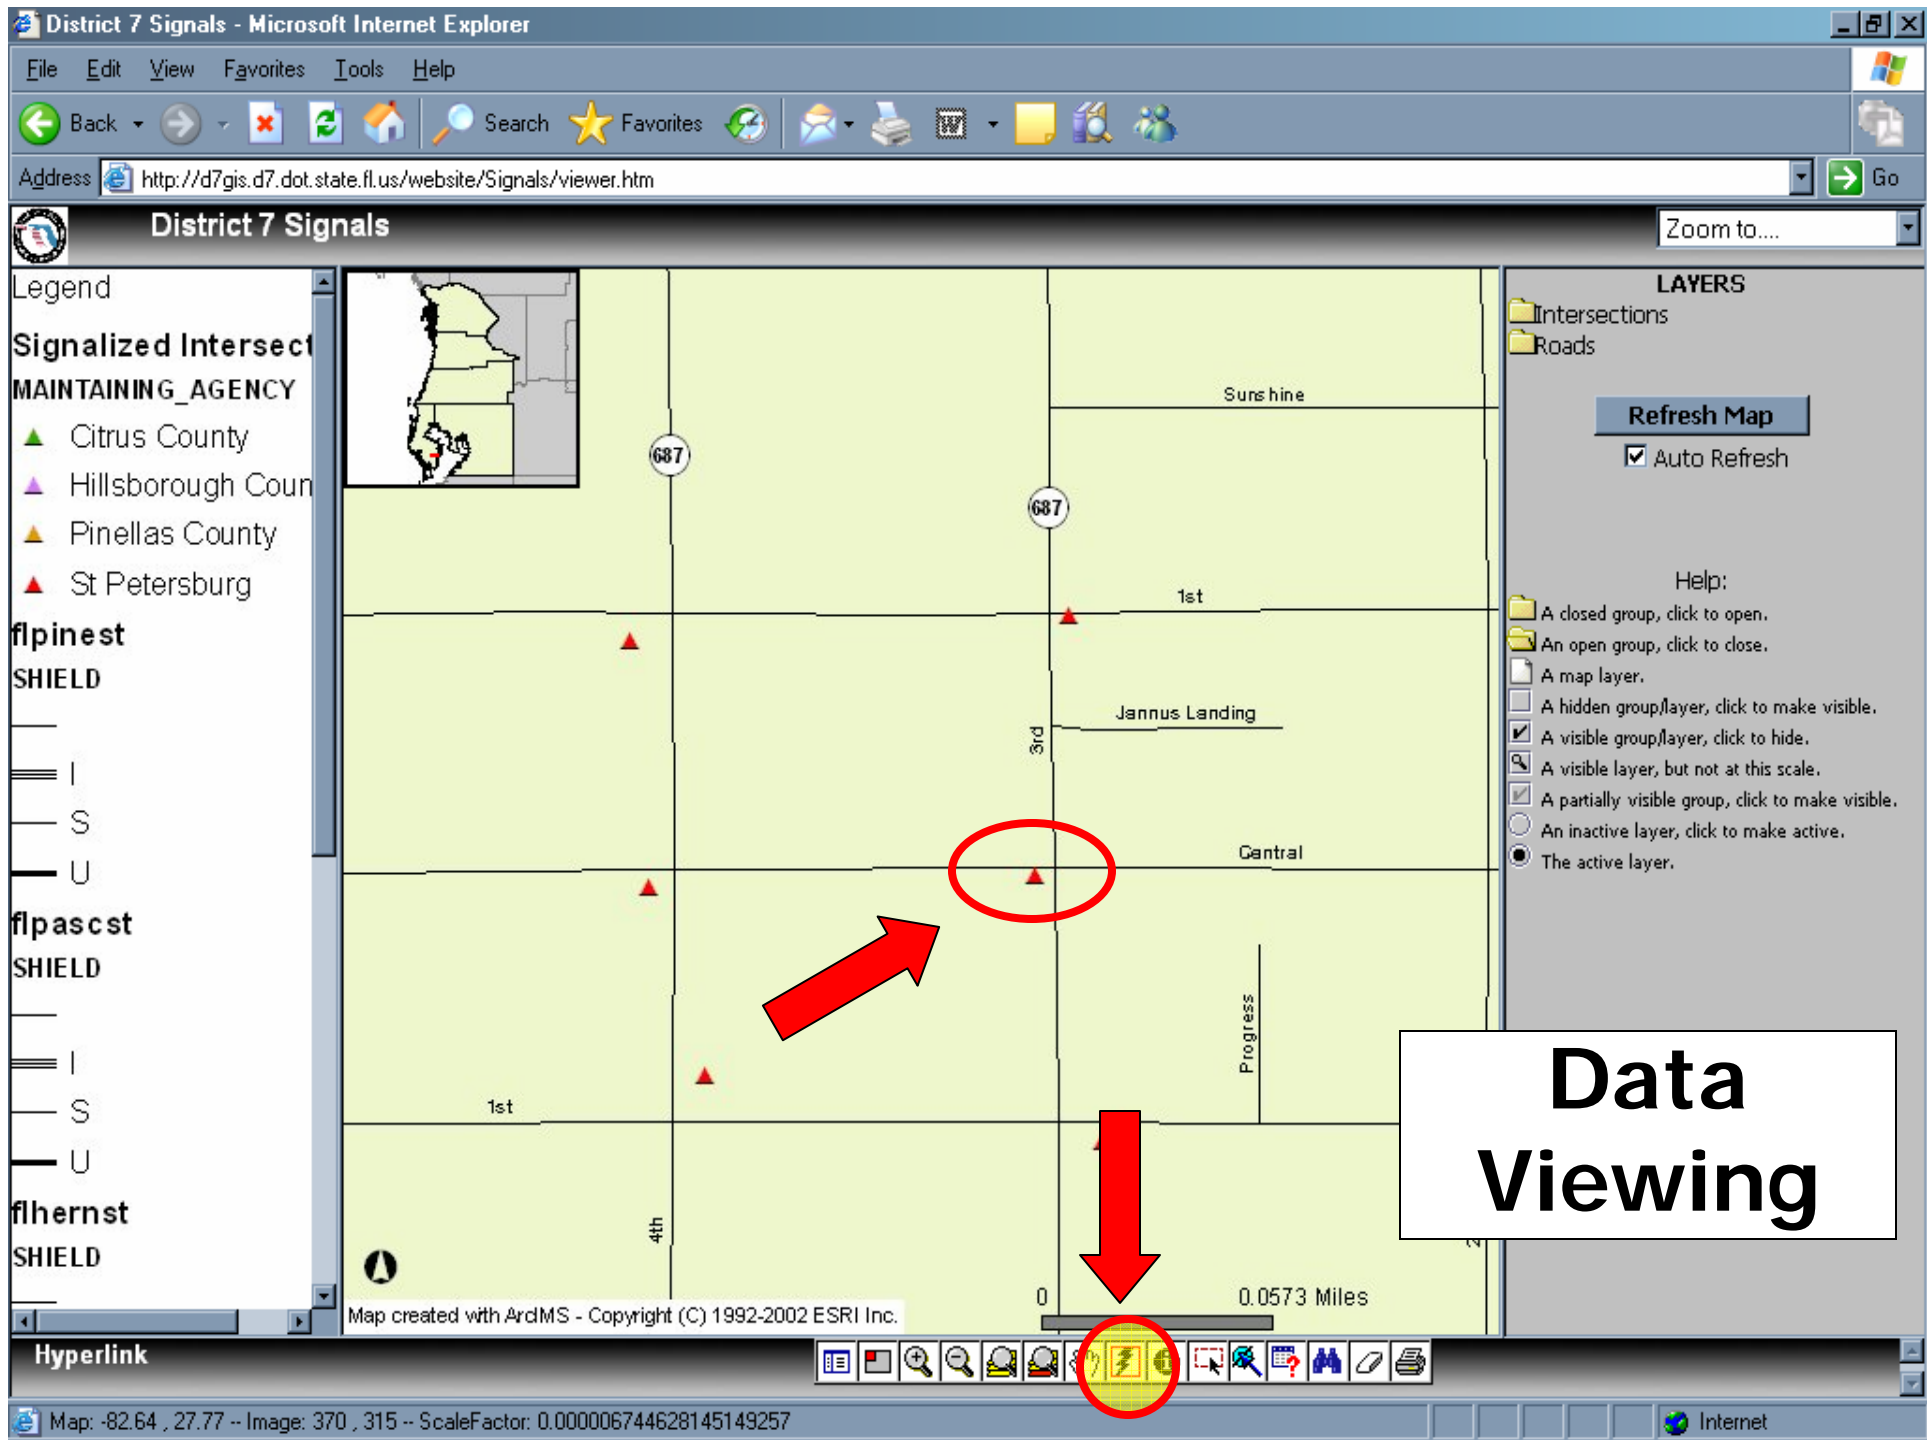 District 7 Signals - Microsoft Internet Explorer
File Edit View Favorites Tools Help
Back Search Favorites
Address http://d7gis.d7.dot.state.fl.us/website/Signals/viewer.htm Go
District 7 Signals
Zoom to....
Legend
Signalized Intersect
MAINTAINING_AGENCY
Citrus County
Hillsborough Coun
Pinellas County
St Petersburg
flpinest
SHIELD
I
S
U
flpascst
SHIELD
I
S
U
flhernst
SHIELD
Sunshine
687
687
1st
Jannus Landing
3rd
Central
Progress
1st
4th
2
0 0.0573 Miles
Map created with ArcIMS - Copyright (C) 1992-2002 ESRI Inc.
LAYERS
Intersections
Roads
Refresh Map
Auto Refresh
Help:
A closed group, click to open.
An open group, click to close.
A map layer.
A hidden group/layer, click to make visible.
A visible group/layer, click to hide.
A visible layer, but not at this scale.
A partially visible group, click to make visible.
An inactive layer, click to make active.
The active layer.
Data
Viewing
Hyperlink
Map: -82.64 , 27.77 -- Image: 370 , 315 -- ScaleFactor: 0.000006744628145149257
Internet